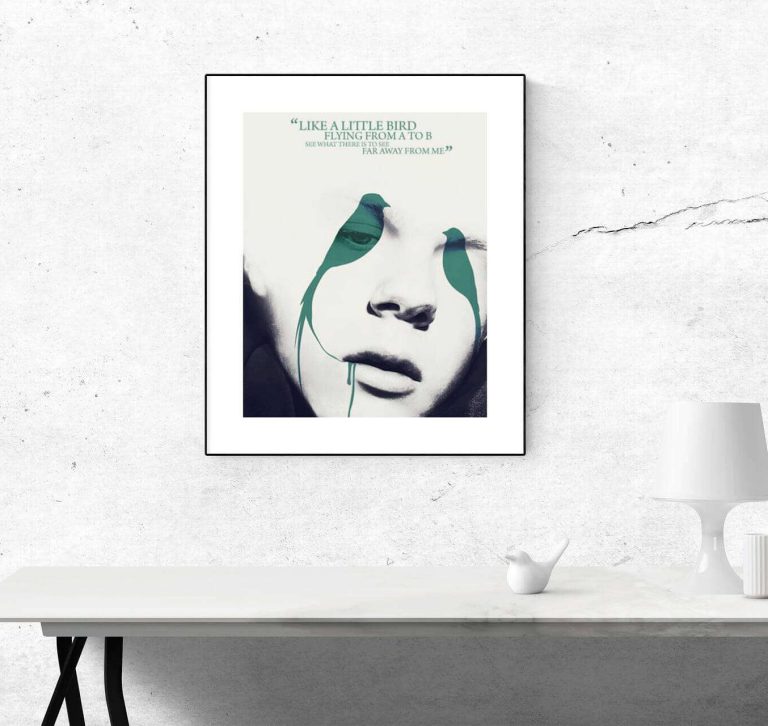 “LIKE A LITTLE BIRD
FLYING FROM A TO B
SEE WHAT THERE IS TO SEE
FAR AWAY FROM ME”